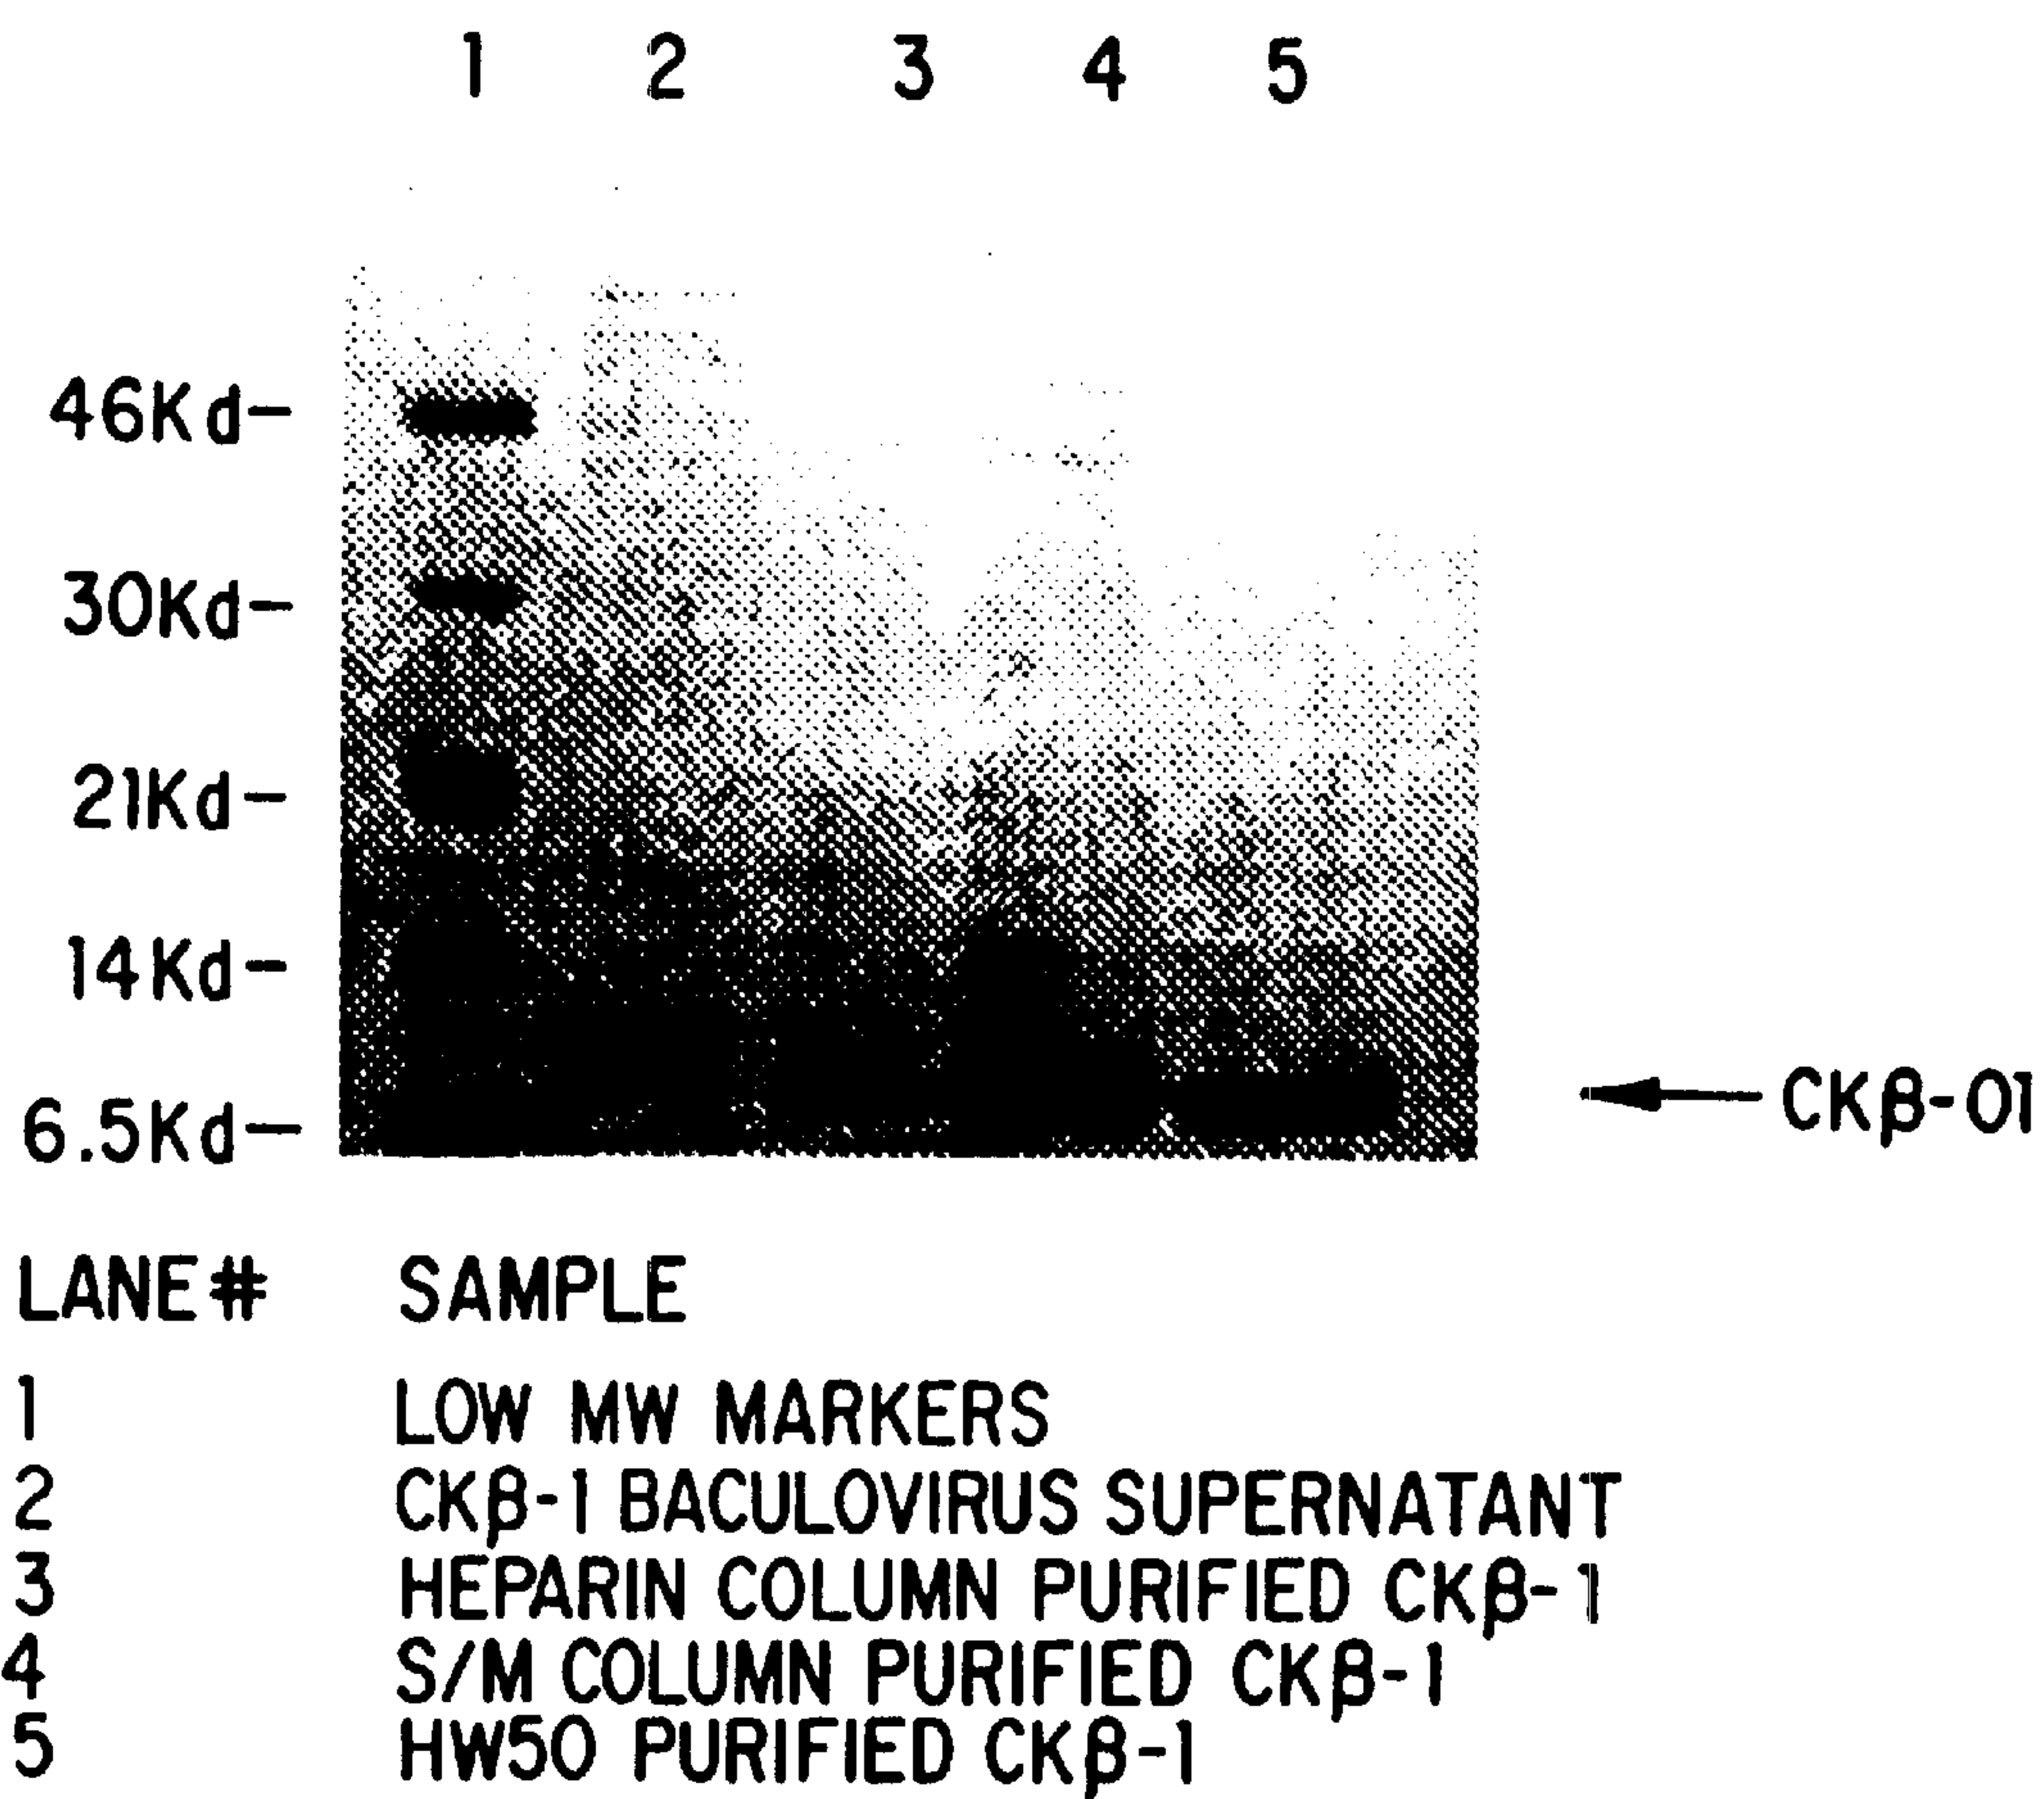 1 2 3 4 5
46Kd-
30Kd-
21Kd-
14Kd-
CKβ-01
6.5Kd-
LANE# SAMPLE
1 LOW MW MARKERS
2 CKβ-1 BACULOVIRUS SUPERNATANT
3 HEPARIN COLUMN PURIFIED CKβ-1
4 S/M COLUMN PURIFIED CKβ-1
5 HW50 PURIFIED CKβ-1